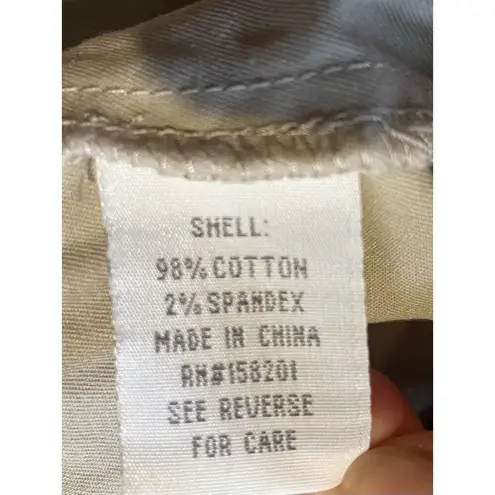 SHELL:
98% COTTON
2% SPANDEX
MADE IN CHINA
RN#158201
SEE REVERSE
FOR CARE